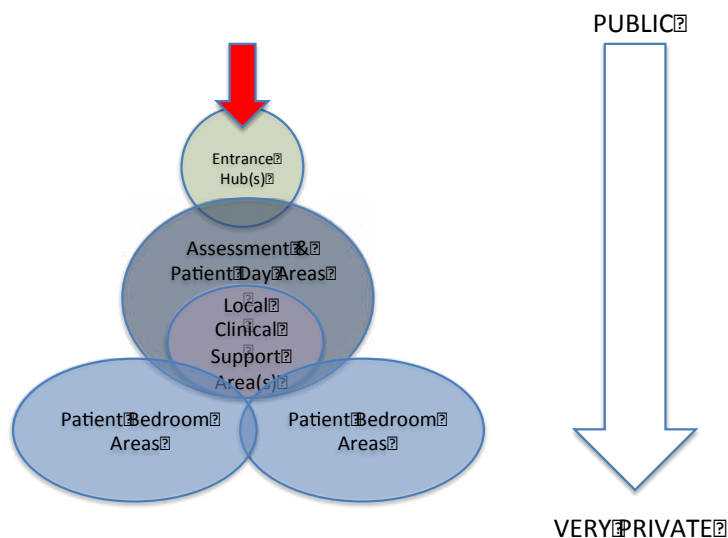 PUBLIC
Entrance
Hub(s)
Assessment &
Patient Day Areas
Local
Clinical
Support
Area(s)
Patient Bedroom
Areas
Patient Bedroom
Areas
VERY PRIVATE